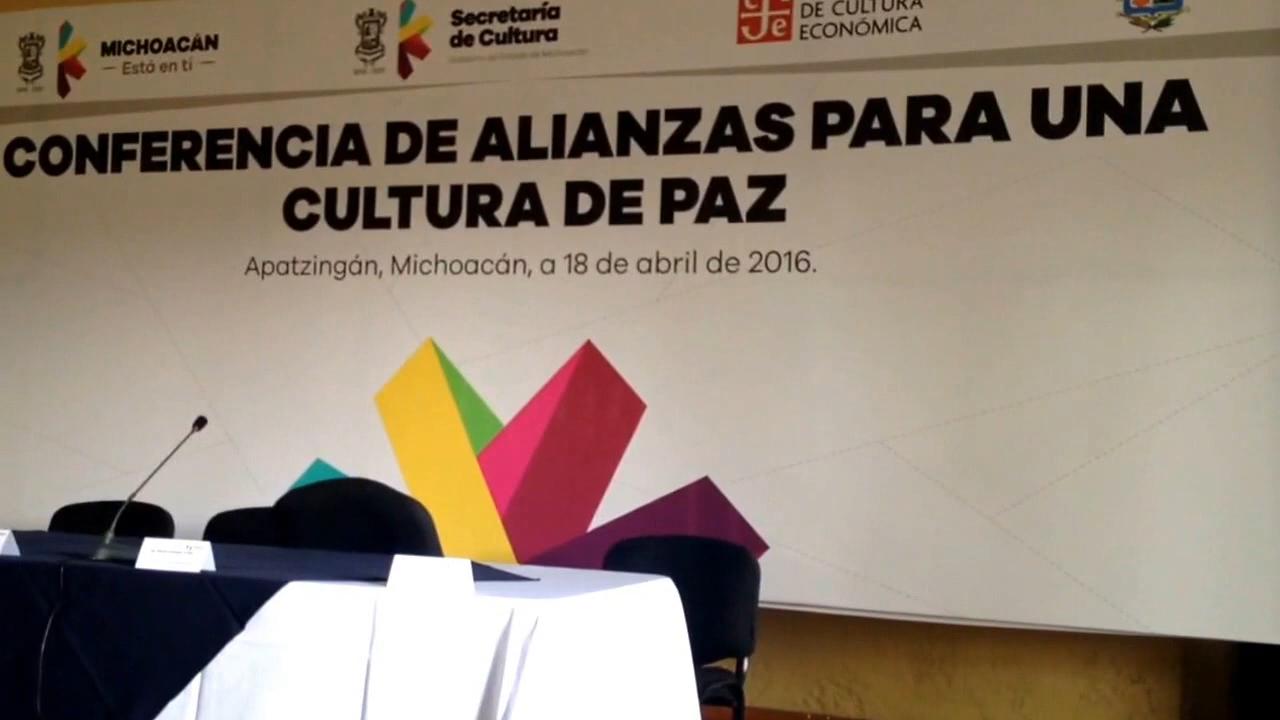 MICHOACÁN
Está en ti
Secretaría
de Cultura
DE CULTURA
ECONÓMICA
CONFERENCIA DE ALIANZAS PARA UNA
CULTURA DE PAZ
Apatzingán, Michoacán, a 18 de abril de 2016.